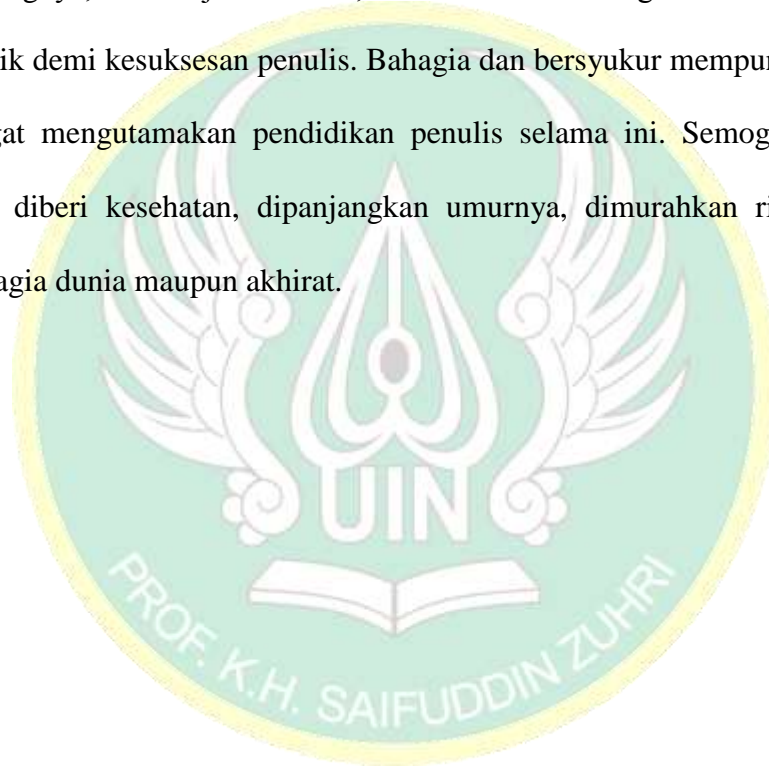 ik demi kesuksesan penulis. Bahagia dan bersyukur mempu
gat mengutamakan pendidikan penulis selama ini. Semog
diberi kesehatan, dipanjangkan umurnya, dimurahkan ri
agia dunia maupun akhirat.
UIN
PROF. K.H. SAIFUDDIN ZUHRI